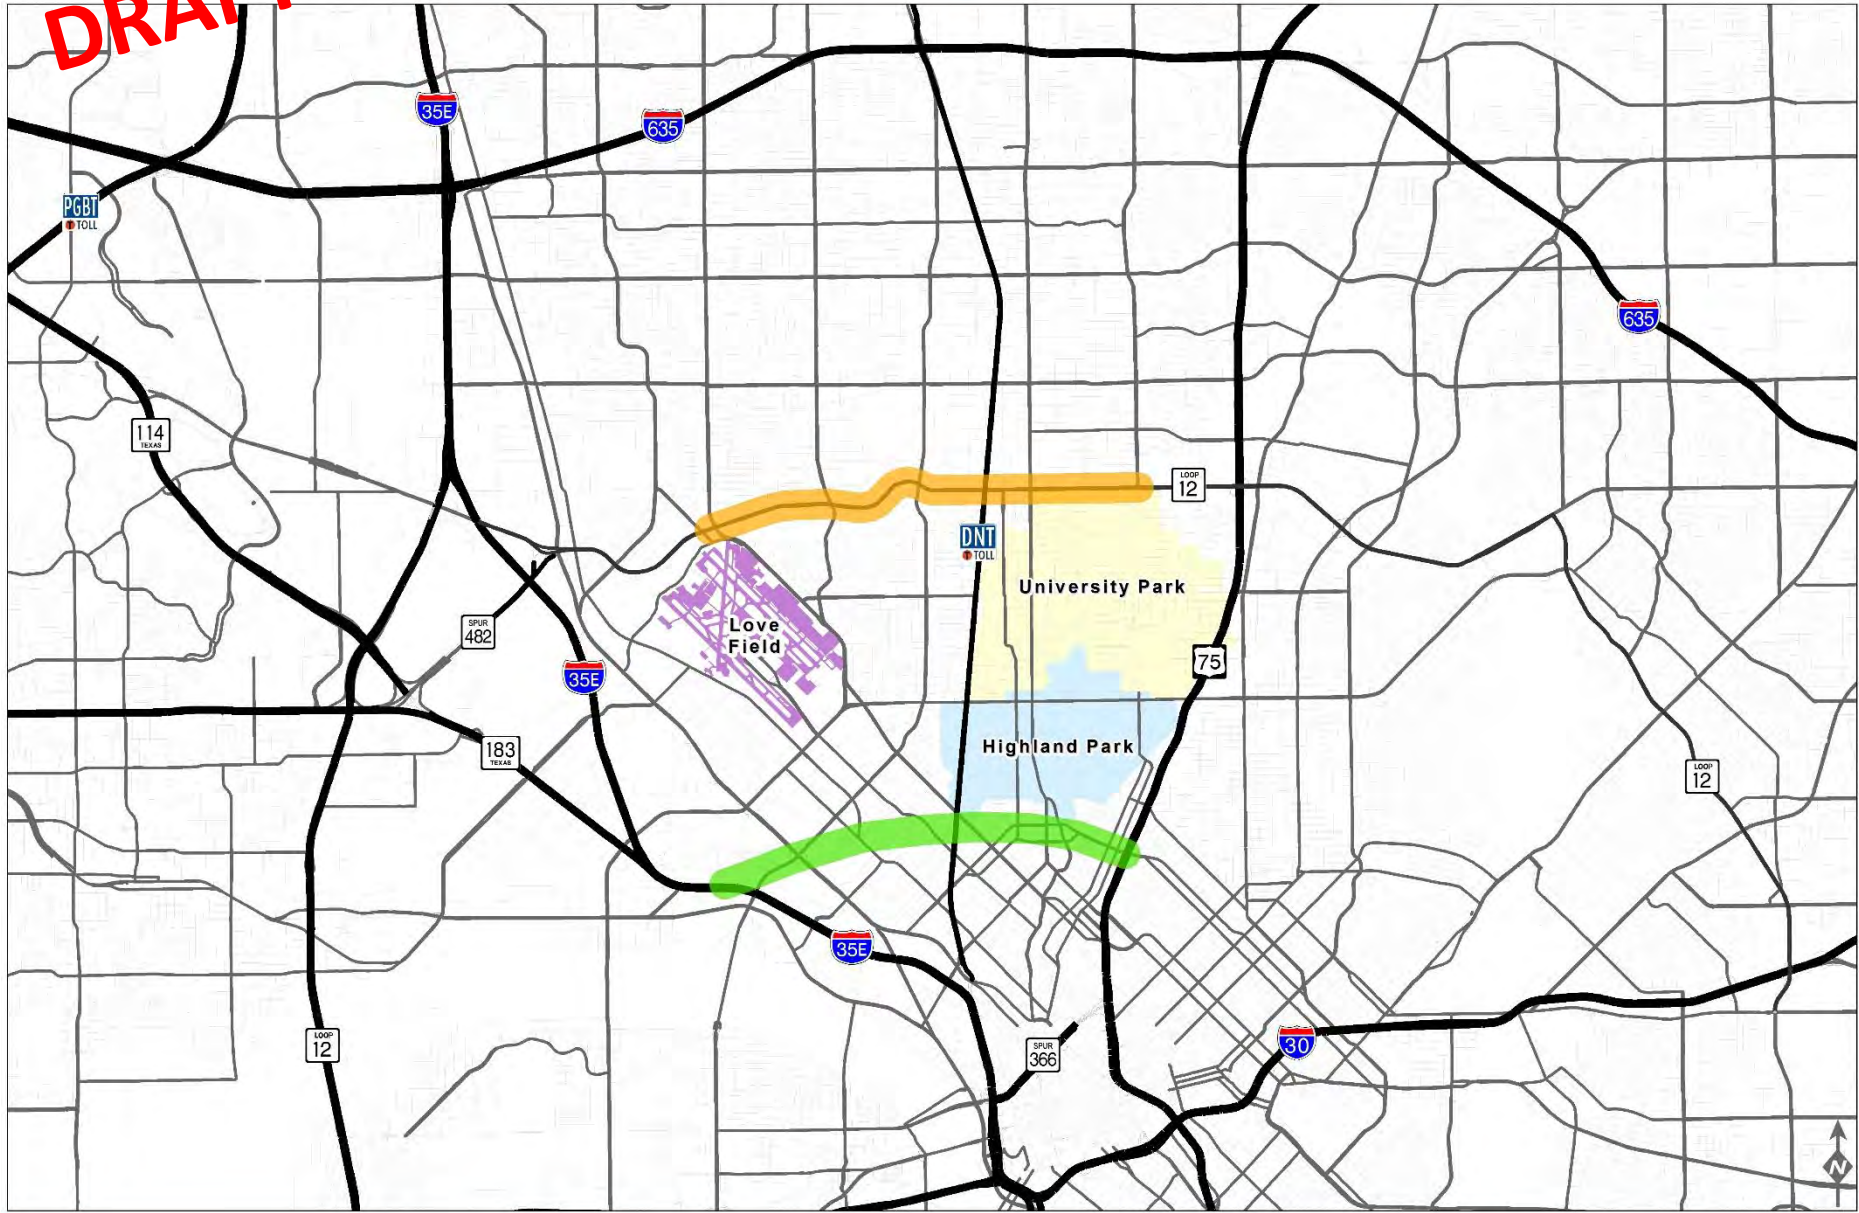 DRAFT
35E
635
PGBT
T TOLL
635
114
TEXAS
LOOP
12
DNT
T TOLL
University Park
SPUR
482
Love
Field
35E
75
Highland Park
183
TEXAS
LOOP
12
35E
LOOP
12
SPUR
366
30
N